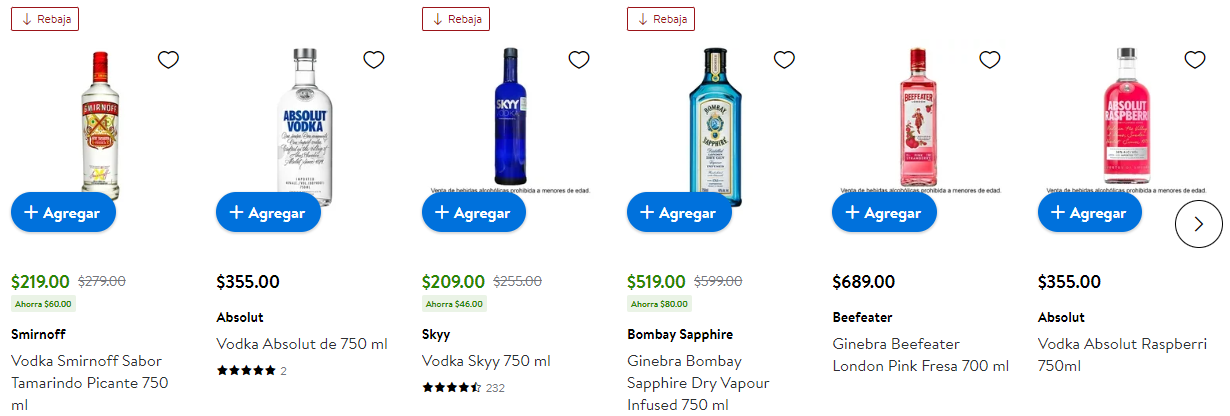 Rebaja
Rebaja
Rebaja
SMIRNOFF
ABSOLUT
VODKA
IMPORTED
SKYY
VODKA
BOMBAY
SAPPHIRE
BEEFEATER
LONDON
ABSOLUT
RASPBERRI
Venta de bebidas alcohólicas prohibida a menores de edad.
Venta de bebidas alcohólicas prohibida a menores de edad.
Venta de bebidas alcohólicas prohibida a menores de edad.
+ Agregar
+ Agregar
+ Agregar
+ Agregar
+ Agregar
+ Agregar
$219.00 $279.00
Ahorra $60.00
Smirnoff
Vodka Smirnoff Sabor
Tamarindo Picante 750
ml
$355.00
Absolut
Vodka Absolut de 750 ml
2
$209.00 $255.00
Ahorra $46.00
Skyy
Vodka Skyy 750 ml
232
$519.00 $599.00
Ahorra $80.00
Bombay Sapphire
Ginebra Bombay
Sapphire Dry Vapour
Infused 750 ml
$689.00
Beefeater
Ginebra Beefeater
London Pink Fresa 700 ml
$355.00
Absolut
Vodka Absolut Raspberri
750ml